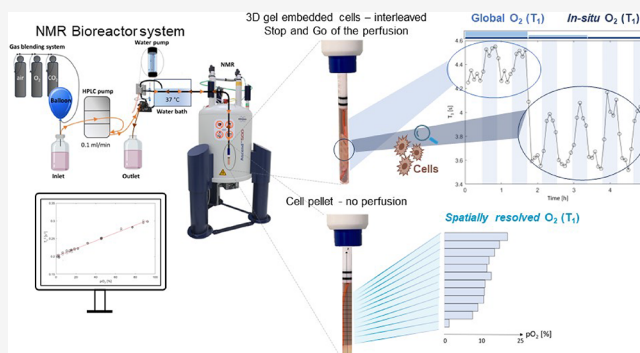 NMR Bioreactor system
Gas blending system
air
O₂
CO₂
Balloon
HPLC pump
0.1 ml/min
Inlet
Outlet
Water pump
37 °C
Water bath
NMR
3D gel embedded cells – interleaved
Stop and Go of the perfusion
Cells
Cell pellet - no perfusion
Global O₂ (T₁)
In-situ O₂ (T₁)
4.6
4.4
4.2
4
3.8
3.6
3.4
0
1
2
3
4
Time [h]
Spatially resolved O₂ (T₁)
0
10
25
pO₂ [%]